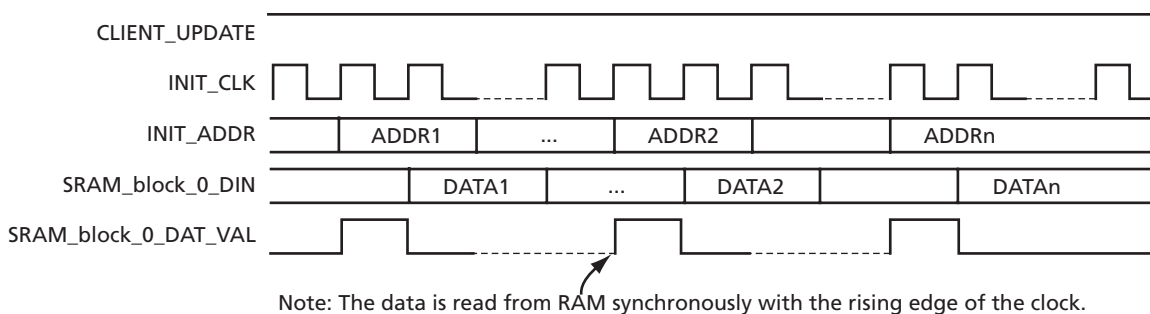 CLIENT_UPDATE
INIT_CLK
INIT_ADDR ADDR1 ... ADDR2 ADDRn
SRAM_block_0_DIN DATA1 ... DATA2 DATAn
SRAM_block_0_DAT_VAL
Note: The data is read from RAM synchronously with the rising edge of the clock.